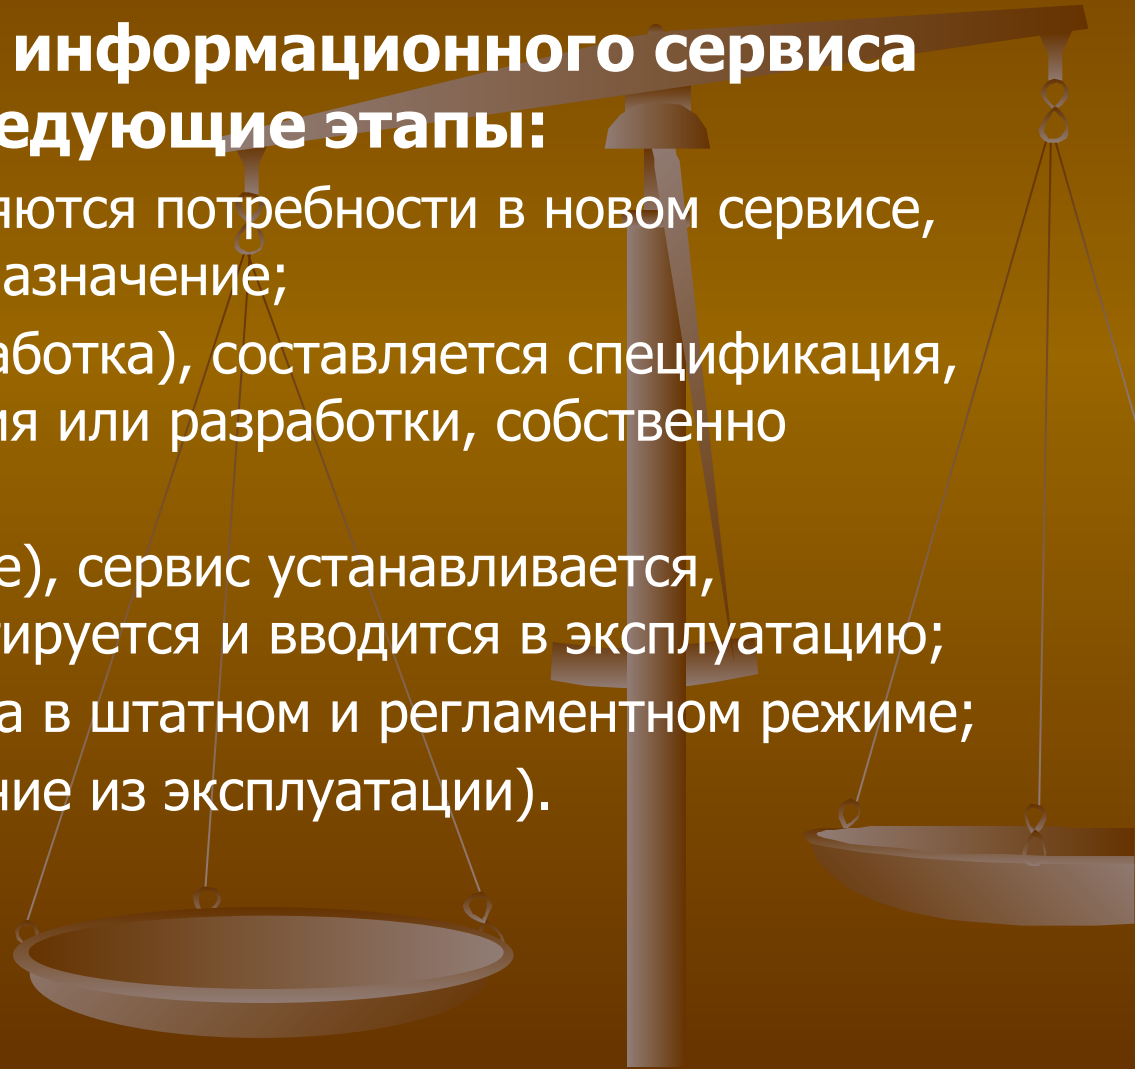 информационного сервиса
едующие этапы:
яются потребности в новом сервисе,
азначение;
аботка), составляется спецификация,
ия или разработки, собственно
е), сервис устанавливается,
тируется и вводится в эксплуатацию;
а в штатном и регламентном режиме;
ние из эксплуатации).